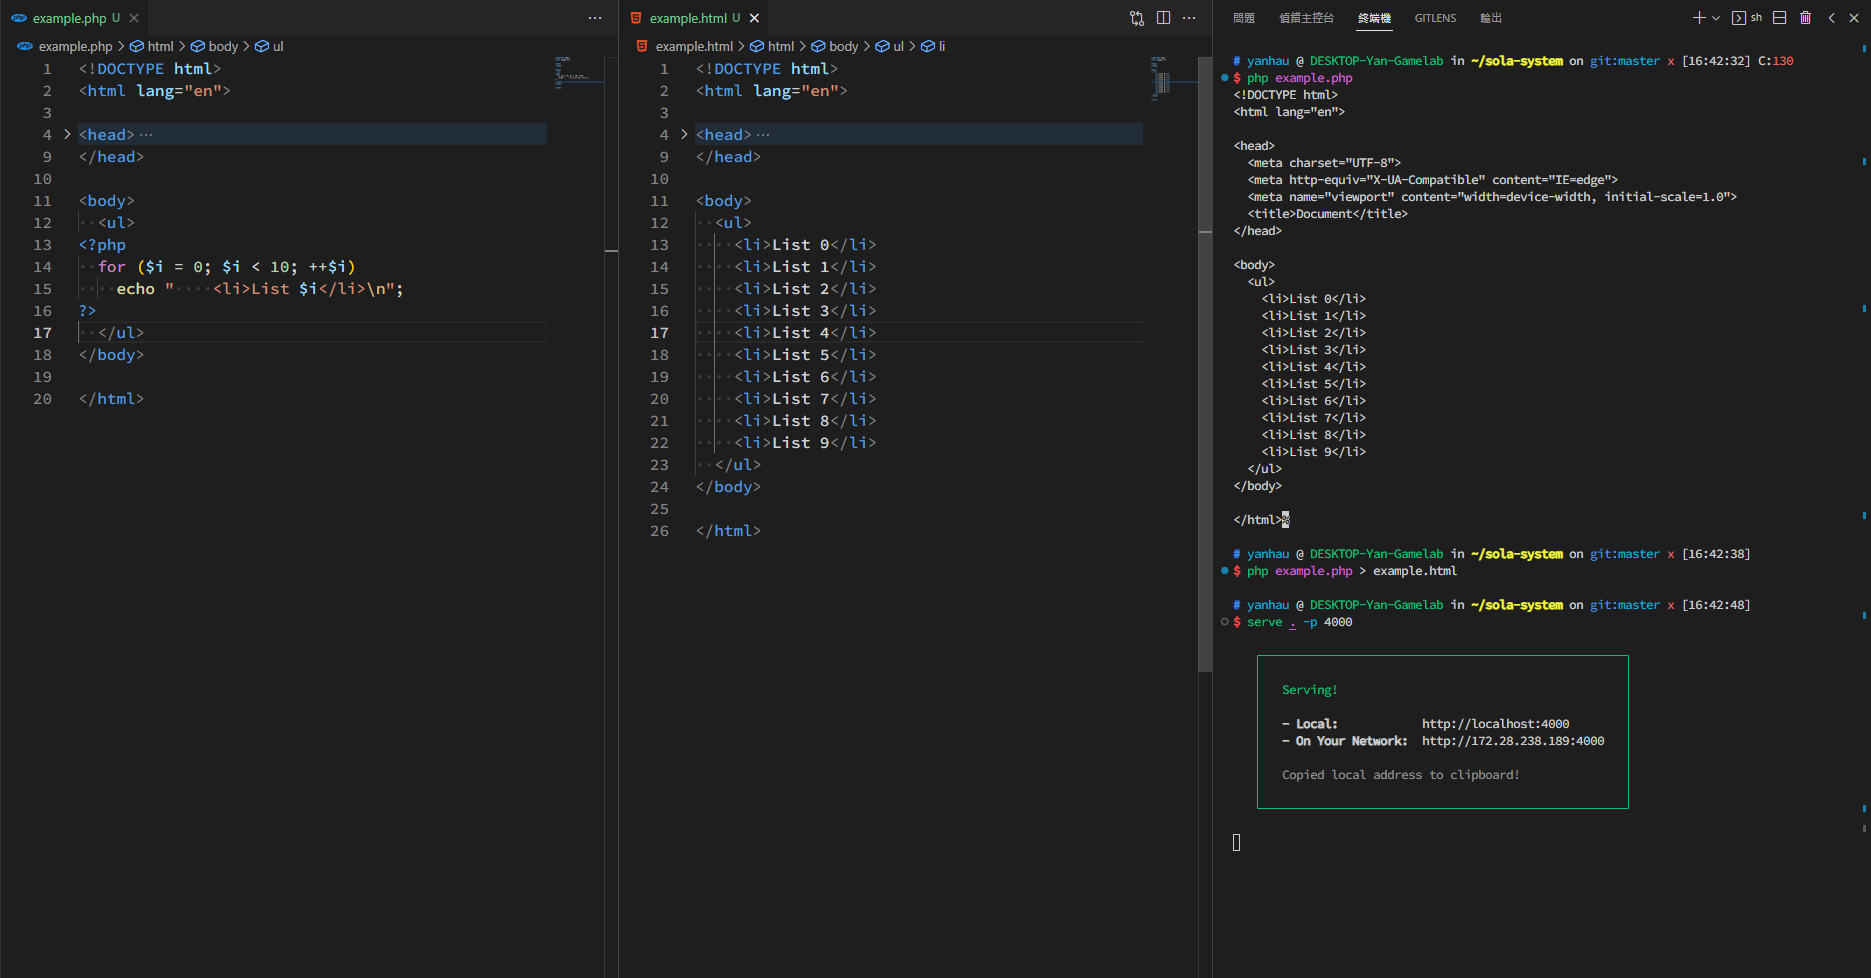 example.php U
example.php > html > body > ul
1 <!DOCTYPE html>
2 <html lang="en">
3
4 <head> ···
9 </head>
10
11 <body>
12   <ul>
13 <?php
14   for ($i = 0; $i < 10; ++$i)
15     echo "    <li>List $i</li>\n";
16 ?>
17   </ul>
18 </body>
19
20 </html>
example.html U
example.html > html > body > ul > li
1 <!DOCTYPE html>
2 <html lang="en">
3
4 <head> ···
9 </head>
10
11 <body>
12   <ul>
13     <li>List 0</li>
14     <li>List 1</li>
15     <li>List 2</li>
16     <li>List 3</li>
17     <li>List 4</li>
18     <li>List 5</li>
19     <li>List 6</li>
20     <li>List 7</li>
21     <li>List 8</li>
22     <li>List 9</li>
23   </ul>
24 </body>
25
26 </html>
問題 偵錯主控台 終端機 GITLENS 輸出 sh
# yanhau @ DESKTOP-Yan-Gamelab in ~/sola-system on git:master x [16:42:32] C:130
$ php example.php
<!DOCTYPE html>
<html lang="en">

<head>
  <meta charset="UTF-8">
  <meta http-equiv="X-UA-Compatible" content="IE=edge">
  <meta name="viewport" content="width=device-width, initial-scale=1.0">
  <title>Document</title>
</head>

<body>
  <ul>
    <li>List 0</li>
    <li>List 1</li>
    <li>List 2</li>
    <li>List 3</li>
    <li>List 4</li>
    <li>List 5</li>
    <li>List 6</li>
    <li>List 7</li>
    <li>List 8</li>
    <li>List 9</li>
  </ul>
</body>

</html>%

# yanhau @ DESKTOP-Yan-Gamelab in ~/sola-system on git:master x [16:42:38]
$ php example.php > example.html

# yanhau @ DESKTOP-Yan-Gamelab in ~/sola-system on git:master x [16:42:48]
$ serve . -p 4000

Serving!

- Local: http://localhost:4000
- On Your Network: http://172.28.238.189:4000

Copied local address to clipboard!